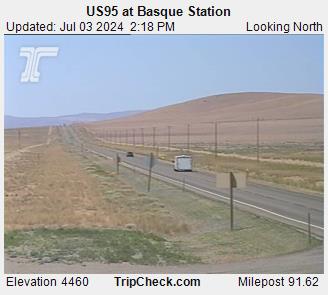 US95 at Basque Station
Updated: Jul 03 2024 2:18 PM Looking North
Elevation 4460 TripCheck.com Milepost 91.62